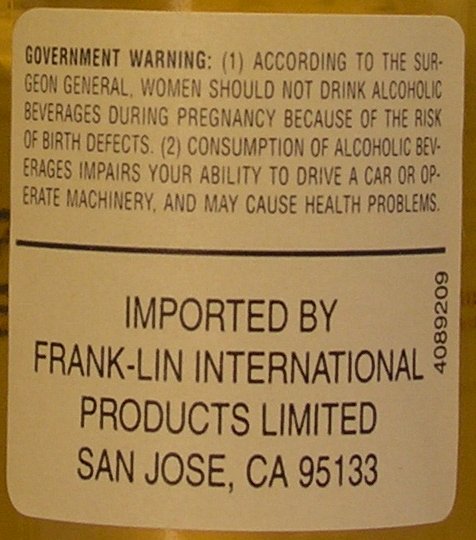 GOVERNMENT WARNING: (1) ACCORDING TO THE SUR-
GEON GENERAL, WOMEN SHOULD NOT DRINK ALCOHOLIC
BEVERAGES DURING PREGNANCY BECAUSE OF THE RISK
OF BIRTH DEFECTS. (2) CONSUMPTION OF ALCOHOLIC BEV-
ERAGES IMPAIRS YOUR ABILITY TO DRIVE A CAR OR OP-
ERATE MACHINERY, AND MAY CAUSE HEALTH PROBLEMS.
IMPORTED BY
FRANK-LIN INTERNATIONAL
PRODUCTS LIMITED
SAN JOSE, CA 95133
4089209